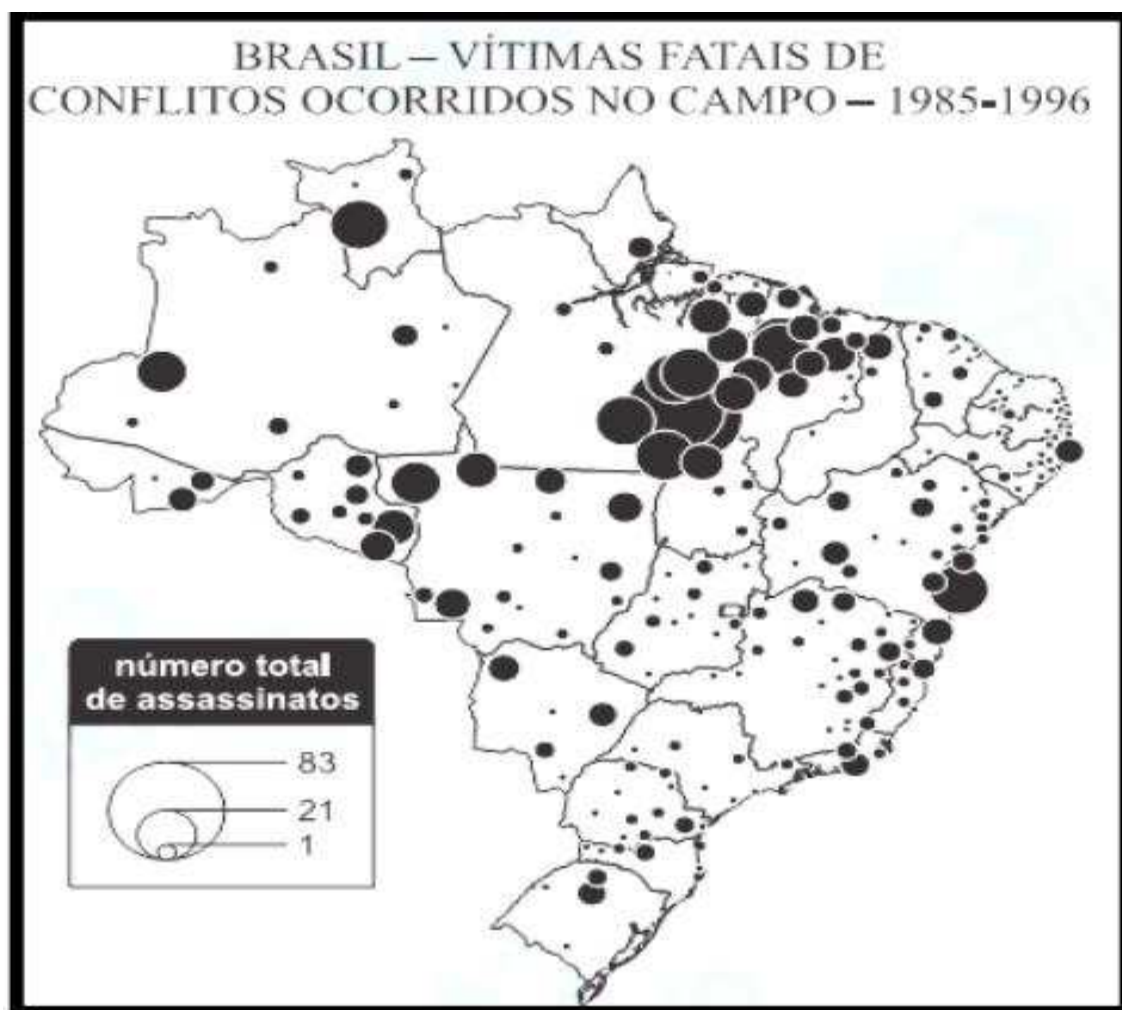 BRASIL – VÍTIMAS FATAIS DE
CONFLITOS OCORRIDOS NO CAMPO – 1985-1996
número total
de assassinatos
83
21
1